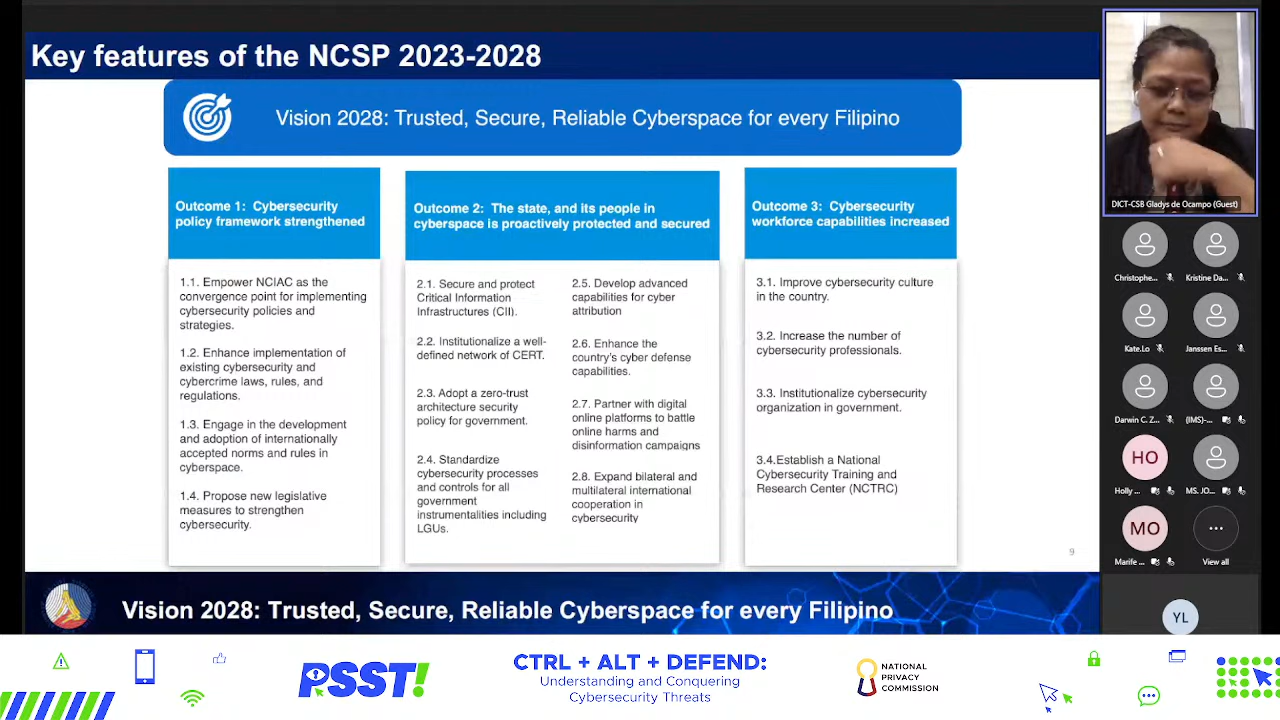 Key features of the NCSP 2023-2028
Vision 2028: Trusted, Secure, Reliable Cyberspace for every Filipino
Outcome 1: Cybersecurity
policy framework strengthened
1.1. Empower NCIAC as the
convergence point for implementing
cybersecurity policies and
strategies.
1.2. Enhance implementation of
existing cybersecurity and
cybercrime laws, rules, and
regulations.
1.3. Engage in the development
and adoption of internationally
accepted norms and rules in
cyberspace.
1.4. Propose new legislative
measures to strengthen
cybersecurity.
Outcome 2: The state, and its people in
cyberspace is proactively protected and secured
2.1. Secure and protect
Critical Information
Infrastructures (CII).
2.2. Institutionalize a well-
defined network of CERT.
2.3. Adopt a zero-trust
architecture security
policy for government.
2.4. Standardize
cybersecurity processes
and controls for all
government
instrumentalities including
LGUs.
2.5. Develop advanced
capabilities for cyber
attribution
2.6. Enhance the
country's cyber defense
capabilities.
2.7. Partner with digital
online platforms to battle
online harms and
disinformation campaigns
2.8. Expand bilateral and
multilateral international
cooperation in
cybersecurity
Outcome 3: Cybersecurity
workforce capabilities increased
3.1. Improve cybersecurity culture
in the country.
3.2. Increase the number of
cybersecurity professionals.
3.3. Institutionalize cybersecurity
organization in government.
3.4.Establish a National
Cybersecurity Training and
Research Center (NCTRC)
9
Vision 2028: Trusted, Secure, Reliable Cyberspace for every Filipino
DICT-CSB Gladys de Ocampo (Guest)
Christophe...
Kristine Da...
Kate.Lo
Janssen Es...
Darwin C. Z...
(IMS)-...
HO
Holly ...
MS. JO...
MO
Marife ...
...
View all
YL
PSST!
CTRL + ALT + DEFEND:
Understanding and Conquering
Cybersecurity Threats
NATIONAL
PRIVACY
COMMISSION